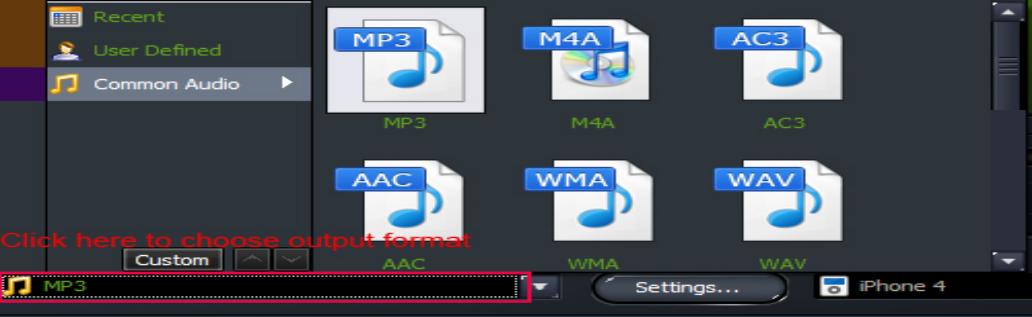 Recent
User Defined
Common Audio
MP3 M4A AC3
MP3 M4A AC3
AAC WMA WAV
Click here to choose output format
Custom
AAC WMA WAV
MP3 Settings... iPhone 4